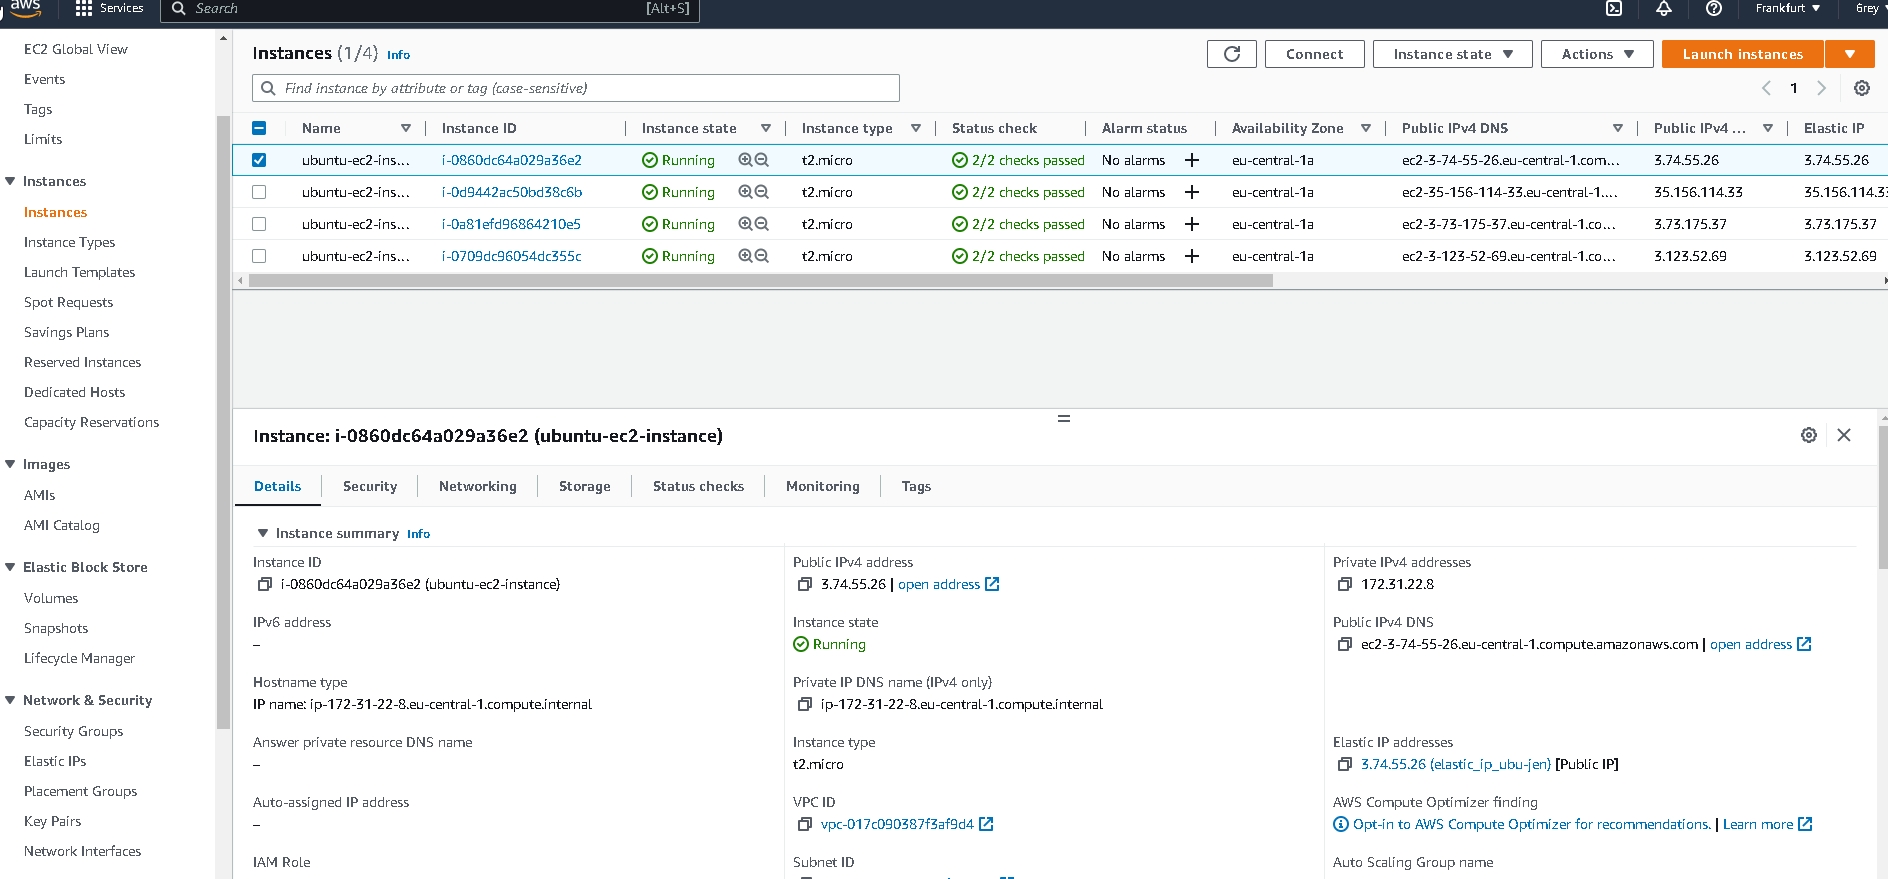 aws
Services
Search
[Alt+S]
Frankfurt
Grey
EC2 Global View
Events
Tags
Limits
Instances
Instances
Instance Types
Launch Templates
Spot Requests
Savings Plans
Reserved Instances
Dedicated Hosts
Capacity Reservations
Images
AMIs
AMI Catalog
Elastic Block Store
Volumes
Snapshots
Lifecycle Manager
Network & Security
Security Groups
Elastic IPs
Placement Groups
Key Pairs
Network Interfaces
Instances (1/4) Info
Connect
Instance state
Actions
Launch instances
Find instance by attribute or tag (case-sensitive)
1
Name Instance ID Instance state Instance type Status check Alarm status Availability Zone Public IPv4 DNS Public IPv4 ... Elastic IP
ubuntu-ec2-ins... i-0860dc64a029a36e2 Running t2.micro 2/2 checks passed No alarms + eu-central-1a ec2-3-74-55-26.eu-central-1.com... 3.74.55.26 3.74.55.26
ubuntu-ec2-ins... i-0d9442ac50bd38c6b Running t2.micro 2/2 checks passed No alarms + eu-central-1a ec2-35-156-114-33.eu-central-1.... 35.156.114.33 35.156.114.33
ubuntu-ec2-ins... i-0a81efd96864210e5 Running t2.micro 2/2 checks passed No alarms + eu-central-1a ec2-3-73-175-37.eu-central-1.co... 3.73.175.37 3.73.175.37
ubuntu-ec2-ins... i-0709dc96054dc355c Running t2.micro 2/2 checks passed No alarms + eu-central-1a ec2-3-123-52-69.eu-central-1.co... 3.123.52.69 3.123.52.69
Instance: i-0860dc64a029a36e2 (ubuntu-ec2-instance)
Details Security Networking Storage Status checks Monitoring Tags
Instance summary Info
Instance ID
i-0860dc64a029a36e2 (ubuntu-ec2-instance)
Public IPv4 address
3.74.55.26 | open address
Private IPv4 addresses
172.31.22.8
IPv6 address
–
Instance state
Running
Public IPv4 DNS
ec2-3-74-55-26.eu-central-1.compute.amazonaws.com | open address
Hostname type
IP name: ip-172-31-22-8.eu-central-1.compute.internal
Private IP DNS name (IPv4 only)
ip-172-31-22-8.eu-central-1.compute.internal
Answer private resource DNS name
–
Instance type
t2.micro
Elastic IP addresses
3.74.55.26 (elastic_ip_ubu-jen) [Public IP]
Auto-assigned IP address
–
VPC ID
vpc-017c090387f3af9d4
AWS Compute Optimizer finding
Opt-in to AWS Compute Optimizer for recommendations. | Learn more
IAM Role
Subnet ID
Auto Scaling Group name